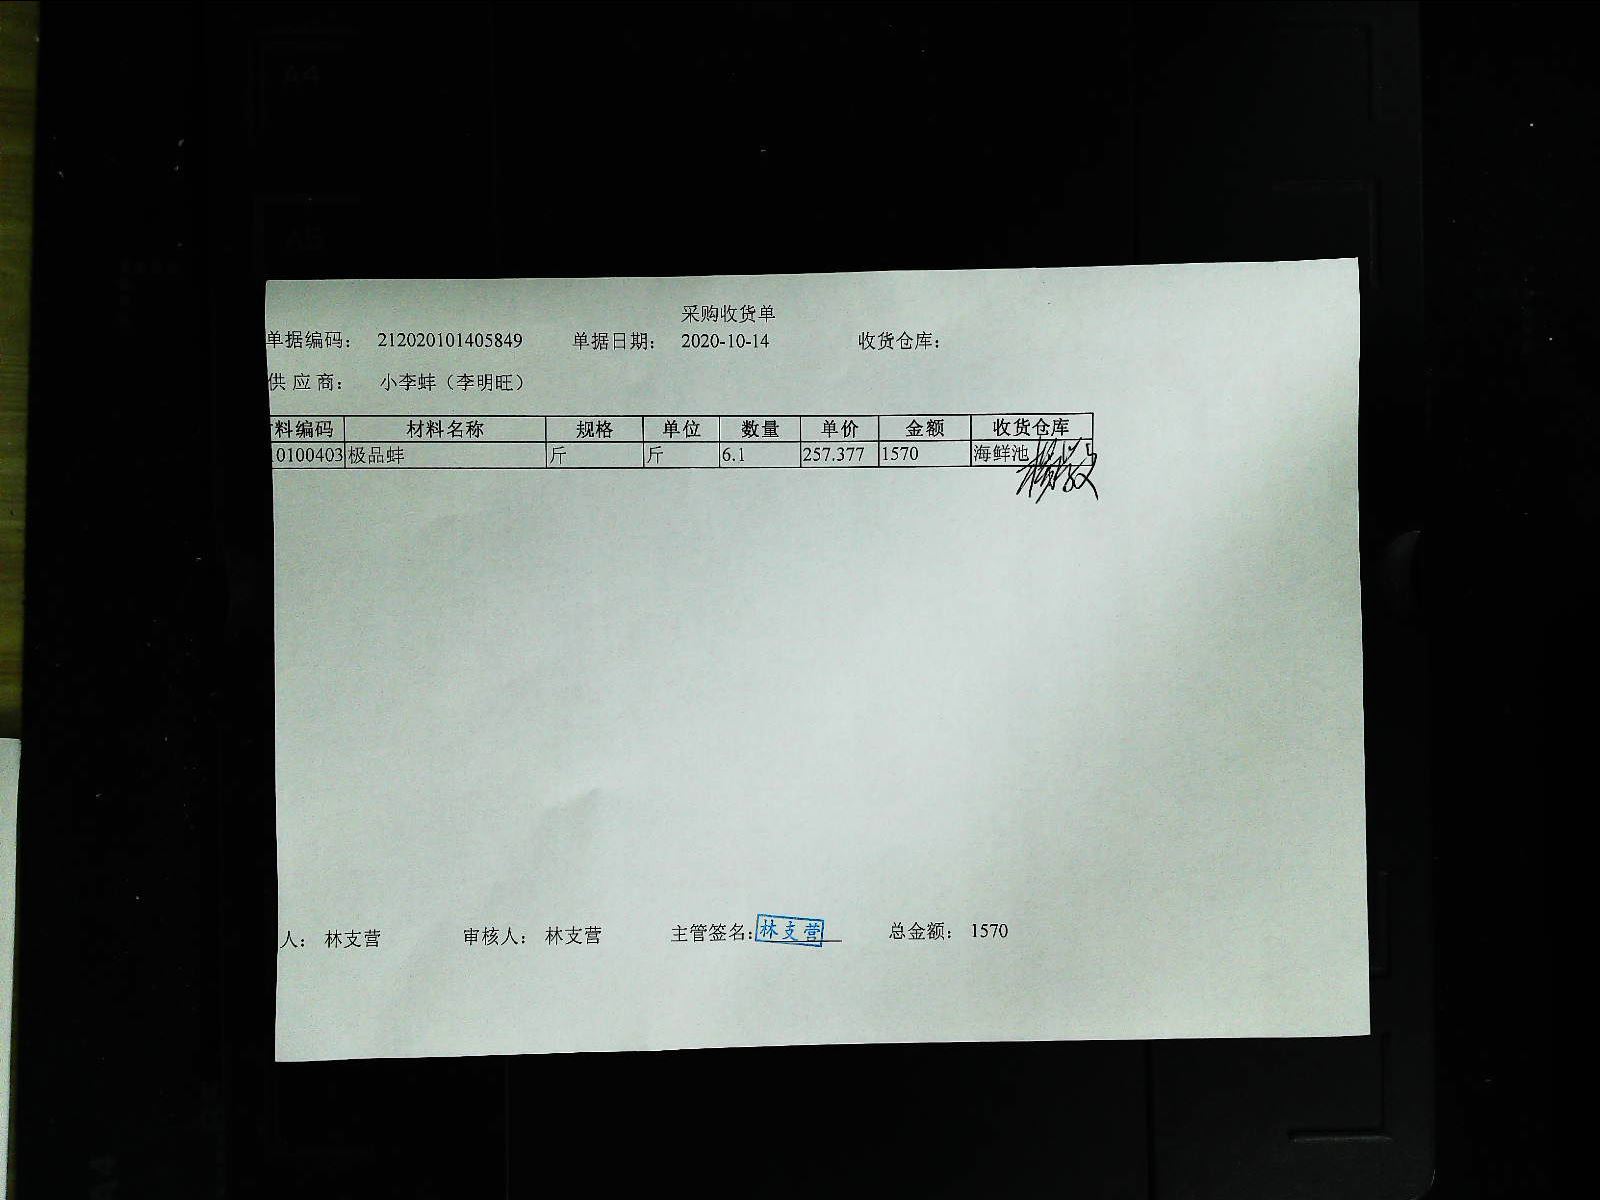 采购收货单
单据编码： 212020101405849 单据日期： 2020-10-14 收货仓库：
供应商： 小李蚌（李明旺）
料编码 材料名称 规格 单位 数量 单价 金额 收货仓库
10100403 极品蚌 斤 斤 6.1 257.377 1570 海鲜池
人： 林支营 审核人： 林支营 主管签名： 林支营 总金额： 1570